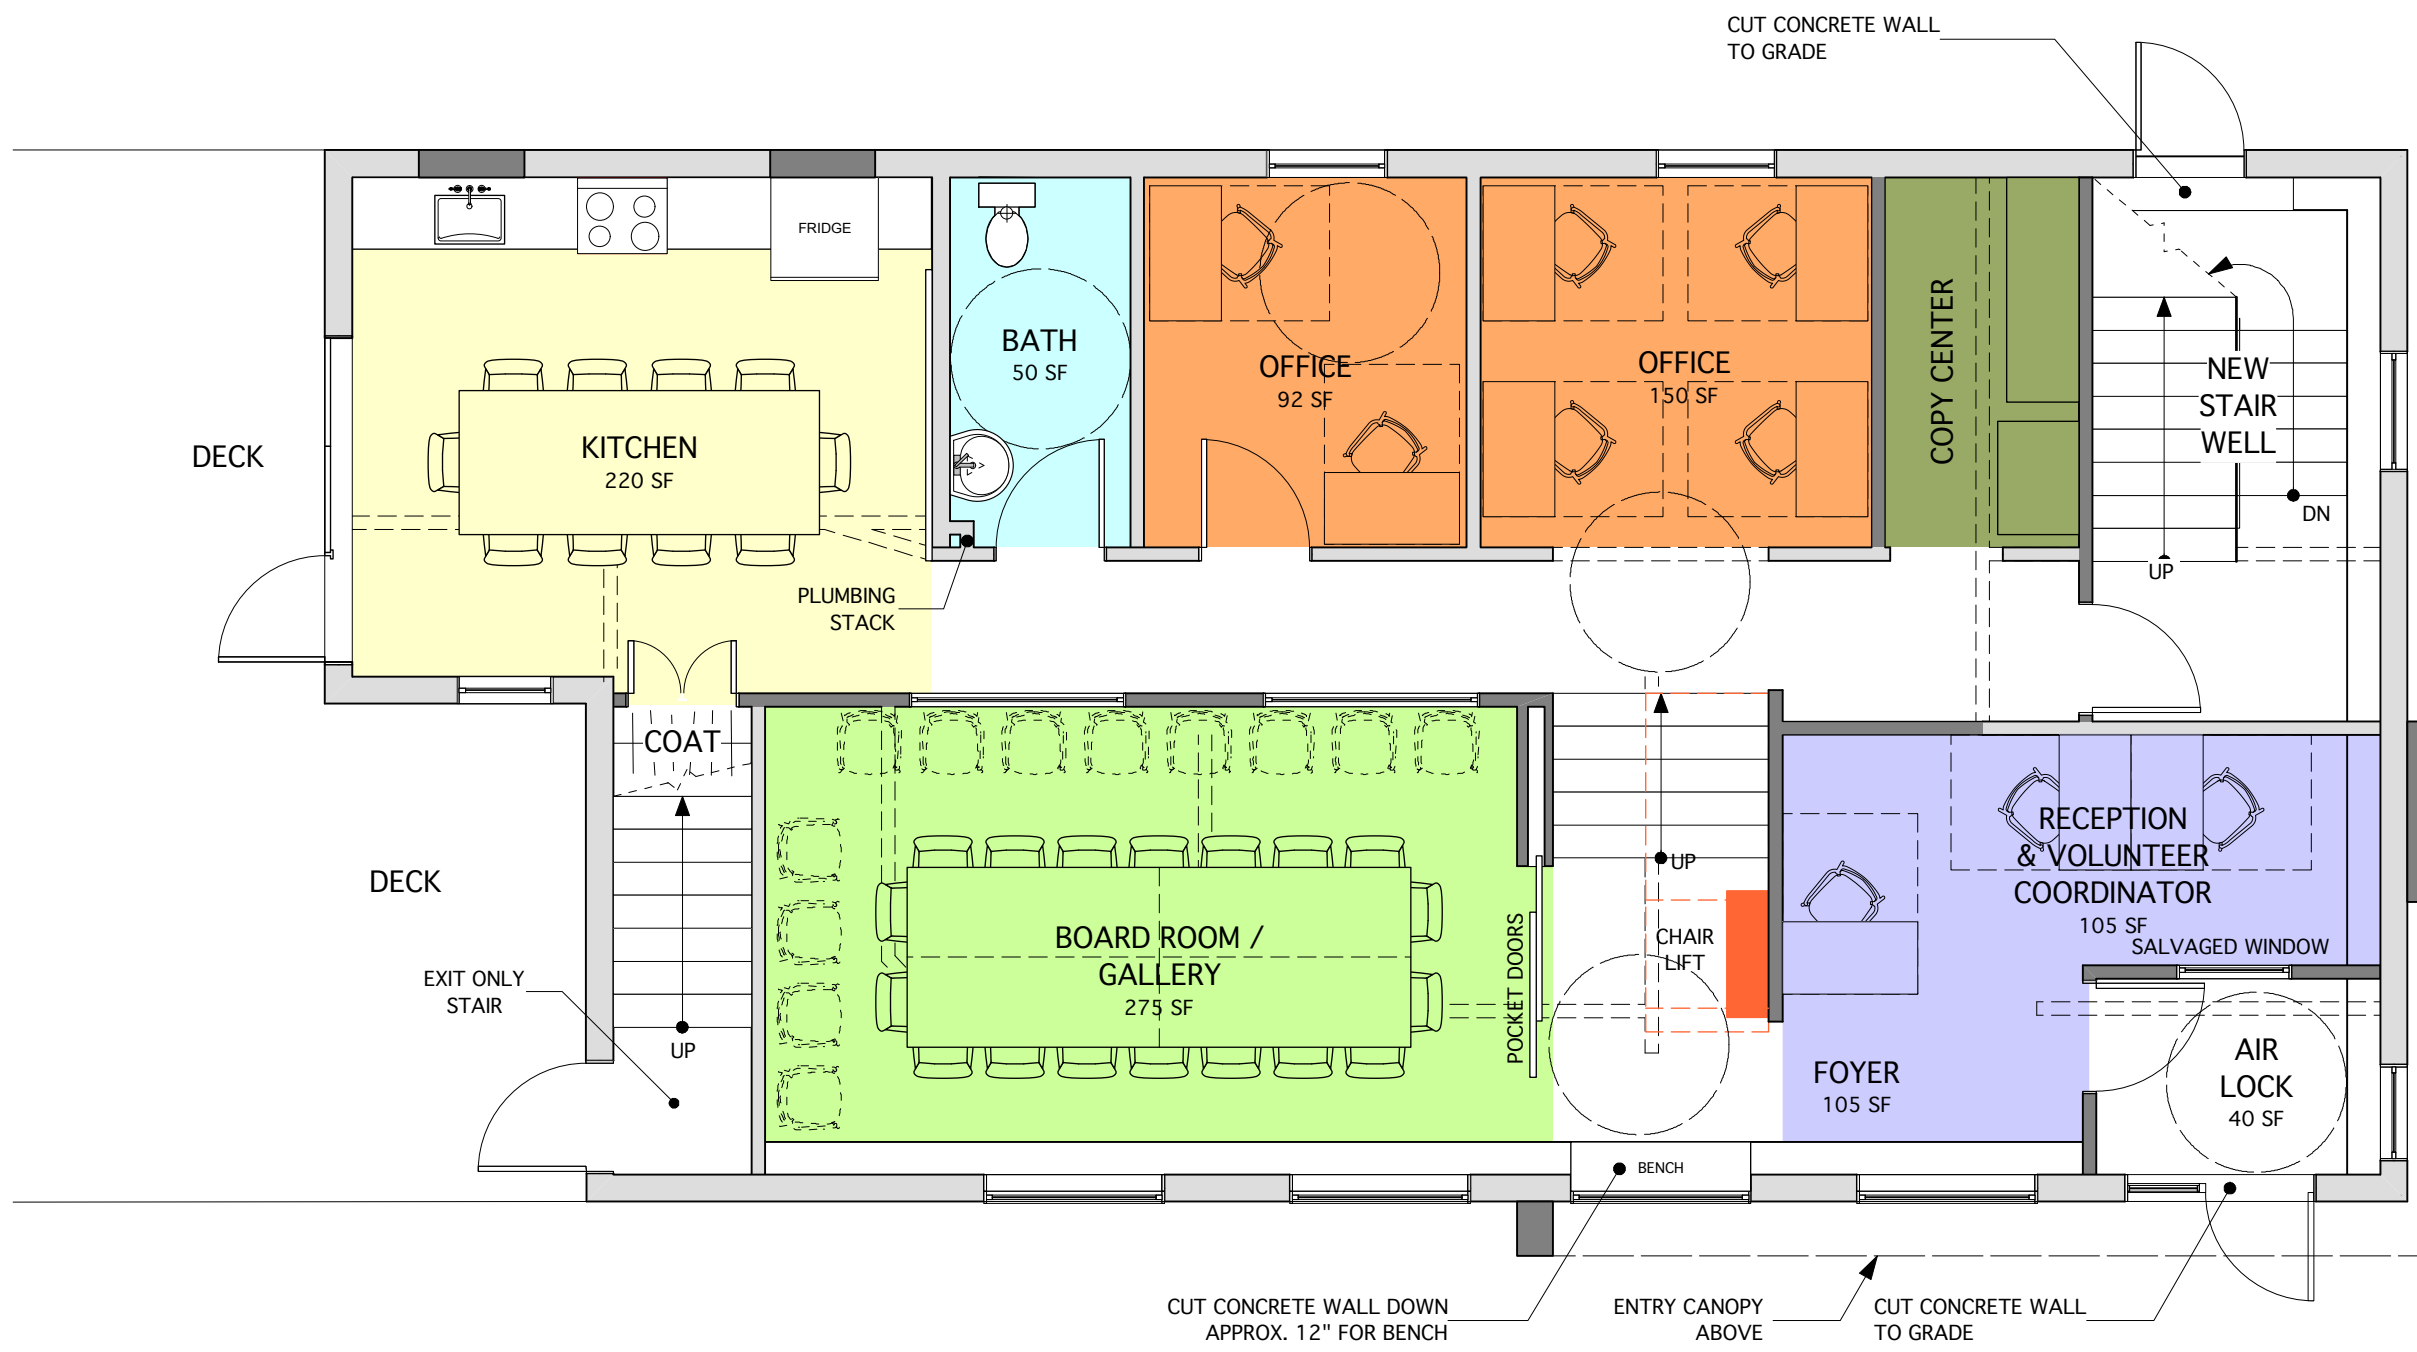 CUT CONCRETE WALL
TO GRADE
FRIDGE
BATH
50 SF
OFFICE
92 SF
OFFICE
150 SF
COPY CENTER
NEW
STAIR
WELL
DN
UP
DECK
KITCHEN
220 SF
PLUMBING
STACK
COAT
UP
DECK
EXIT ONLY
STAIR
BOARD ROOM /
GALLERY
275 SF
POCKET DOORS
UP
CHAIR
LIFT
RECEPTION
& VOLUNTEER
COORDINATOR
105 SF
SALVAGED WINDOW
FOYER
105 SF
AIR
LOCK
40 SF
BENCH
CUT CONCRETE WALL DOWN
APPROX. 12" FOR BENCH
ENTRY CANOPY
ABOVE
CUT CONCRETE WALL
TO GRADE